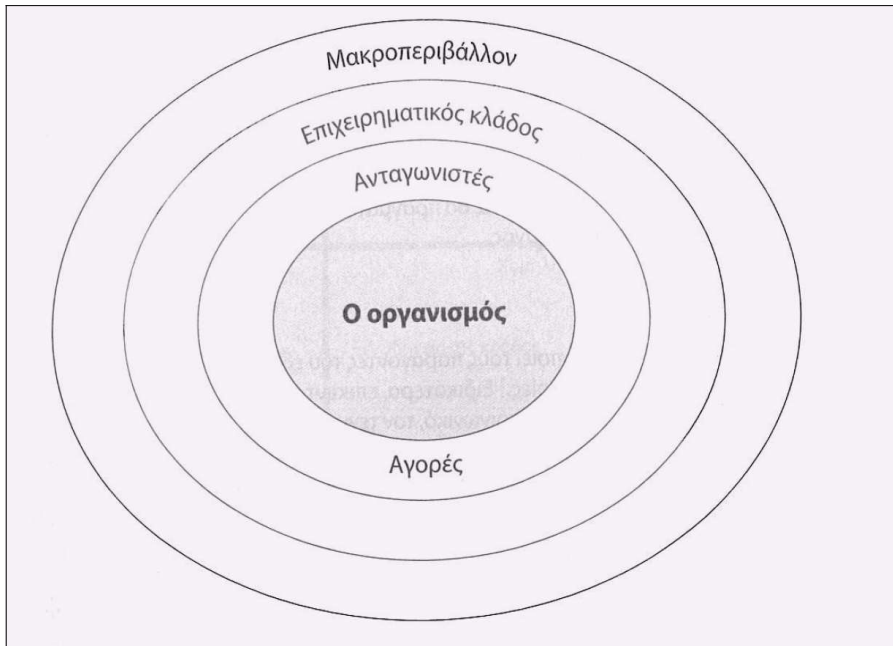 Μακροπεριβάλλον
Επιχειρηματικός κλάδος
Ανταγωνιστές
Ο οργανισμός
Αγορές